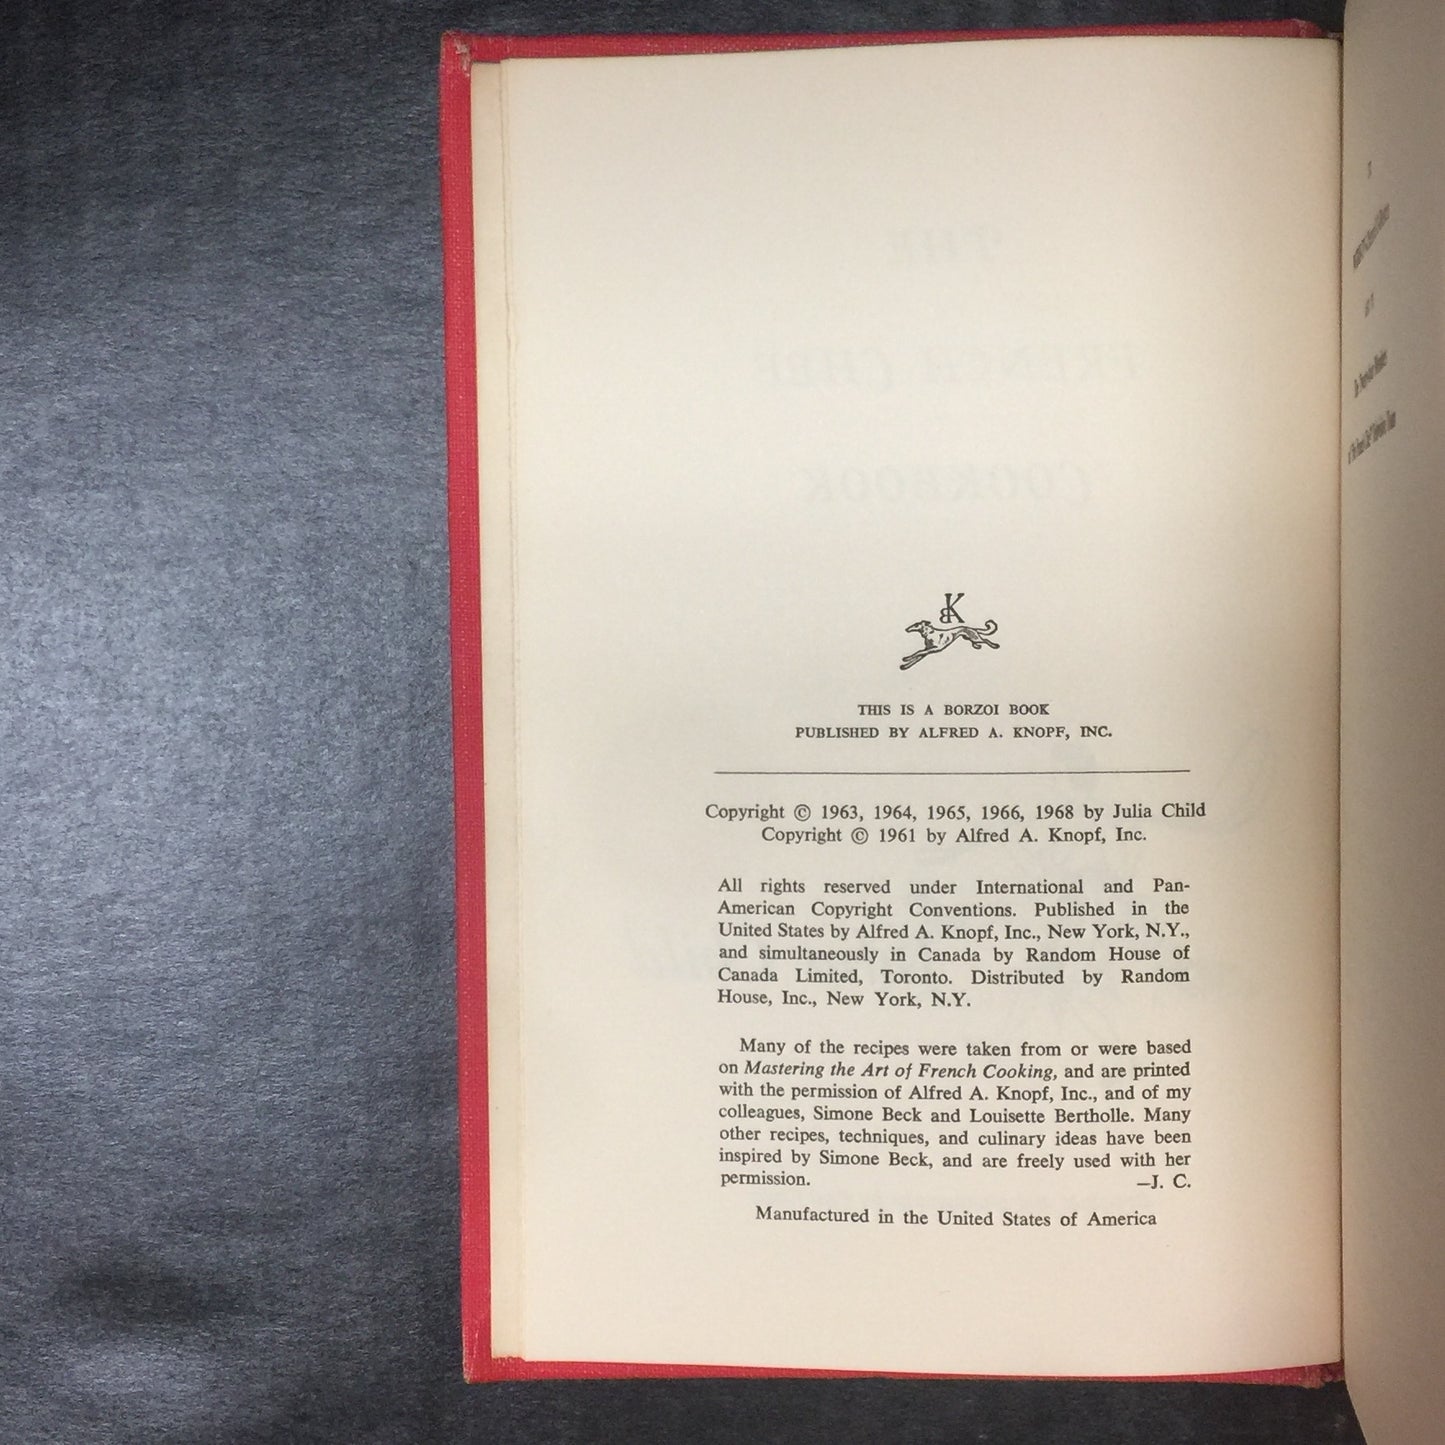 THE
FRENCH CHEF
COOKBOOK
BK
THIS IS A BORZOI BOOK
PUBLISHED BY ALFRED A. KNOPF, INC.
Copyright © 1963, 1964, 1965, 1966, 1968 by Julia Child
Copyright © 1961 by Alfred A. Knopf, Inc.
All rights reserved under International and Pan-
American Copyright Conventions. Published in the
United States by Alfred A. Knopf, Inc., New York, N.Y.,
and simultaneously in Canada by Random House of
Canada Limited, Toronto. Distributed by Random
House, Inc., New York, N.Y.
Many of the recipes were taken from or were based
on Mastering the Art of French Cooking, and are printed
with the permission of Alfred A. Knopf, Inc., and of my
colleagues, Simone Beck and Louisette Bertholle. Many
other recipes, techniques, and culinary ideas have been
inspired by Simone Beck, and are freely used with her
permission. —J. C.
Manufactured in the United States of America